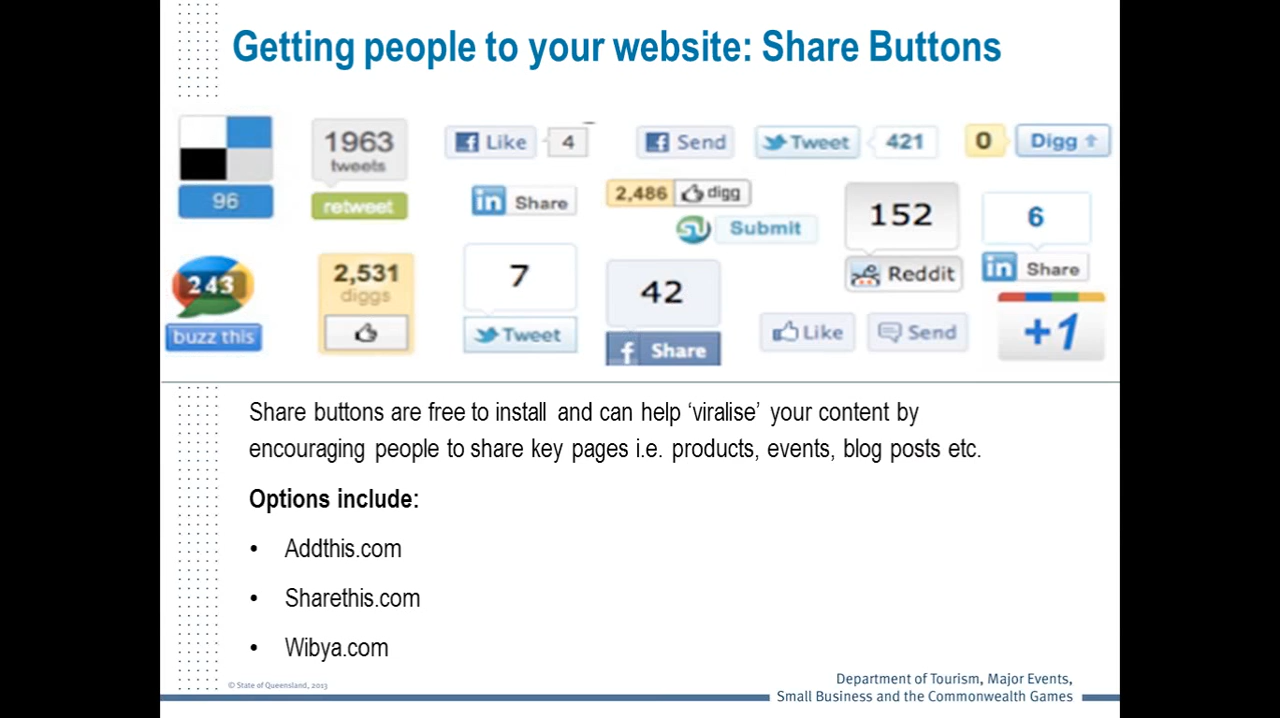 Getting people to your website: Share Buttons
96
1963
tweets
retweet
Like 4
Send
Tweet 421
0 Digg
in Share
2,486 digg
Submit
152
Reddit
6
in Share
243
buzz this
2,531
diggs
7
Tweet
42
f Share
Like
Send
+1
Share buttons are free to install and can help ‘viralise’ your content by
encouraging people to share key pages i.e. products, events, blog posts etc.
Options include:
• Addthis.com
• Sharethis.com
• Wibya.com
© State of Queensland, 2013
Department of Tourism, Major Events,
Small Business and the Commonwealth Games